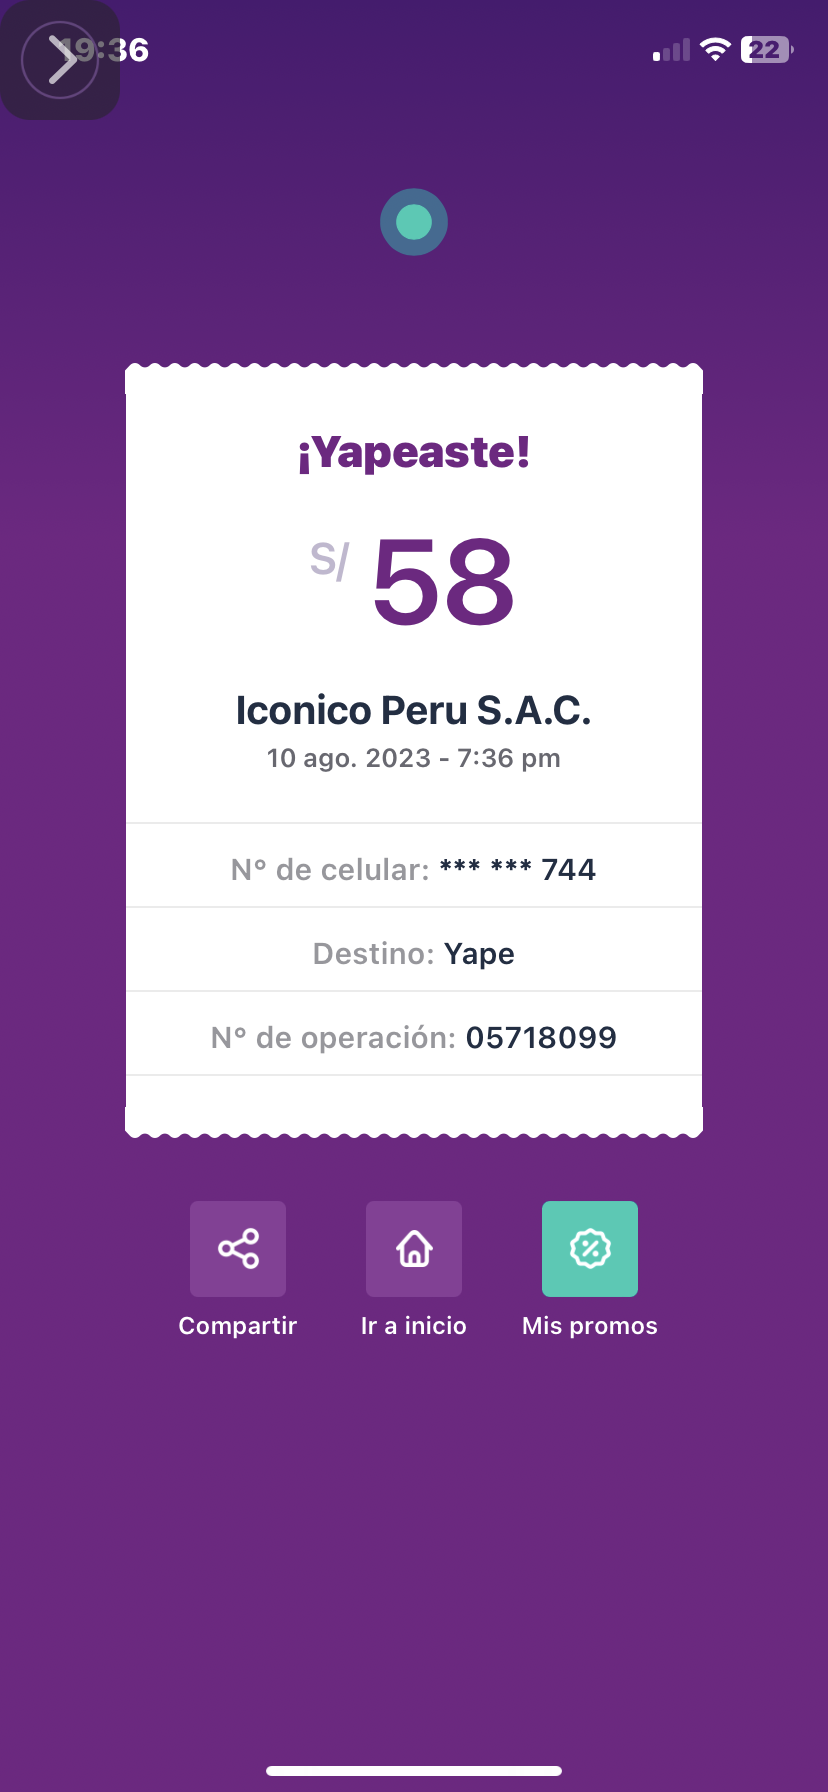 19:36
22
¡Yapeaste!
S/ 58
Iconico Peru S.A.C.
10 ago. 2023 - 7:36 pm
N° de celular: *** *** 744
Destino: Yape
N° de operación: 05718099
Compartir
Ir a inicio
Mis promos